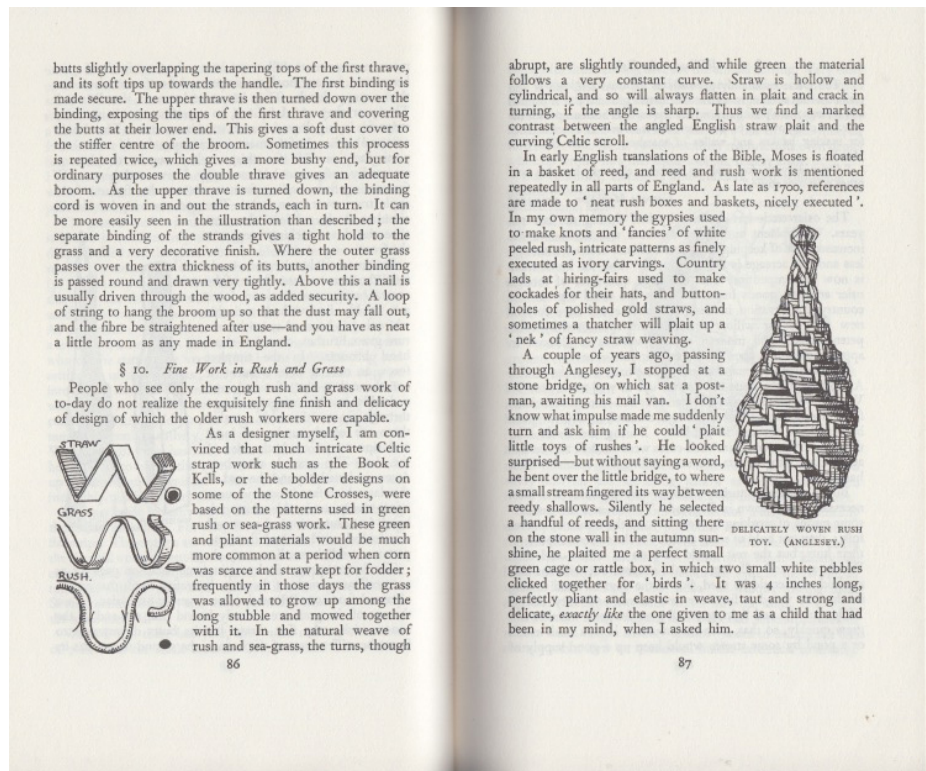 butts slightly overlapping the tapering tops of the first thrave,
and its soft tips up towards the handle. The first binding is
made secure. The upper thrave is then turned down over the
binding, exposing the tips of the first thrave and covering
the butts at their lower end. This gives a soft dust cover to
the stiffer centre of the broom. Sometimes this process
is repeated twice, which gives a more bushy end, but for
ordinary purposes the double thrave gives an adequate
broom. As the upper thrave is turned down, the binding
cord is woven in and out the strands, each in turn. It can
be more easily seen in the illustration than described; the
separate binding of the strands gives a tight hold to the
grass and a very decorative finish. Where the outer grass
passes over the extra thickness of its butts, another binding
is passed round and drawn very tightly. Above this a nail is
usually driven through the wood, as added security. A loop
of string to hang the broom up so that the dust may fall out,
and the fibre be straightened after use—and you have as neat
a little broom as any made in England.
§ 10. Fine Work in Rush and Grass
People who see only the rough rush and grass work of
to-day do not realize the exquisitely fine finish and delicacy
of design of which the older rush workers were capable.
As a designer myself, I am con-
vinced that much intricate Celtic
strap work such as the Book of
Kells, or the bolder designs on
some of the Stone Crosses, were
based on the patterns used in green
rush or sea-grass work. These green
and pliant materials would be much
more common at a period when corn
was scarce and straw kept for fodder;
frequently in those days the grass
was allowed to grow up among the
long stubble and mowed together
with it. In the natural weave of
rush and sea-grass, the turns, though
STRAW
GRASS
RUSH.
86
abrupt, are slightly rounded, and while green the material
follows a very constant curve. Straw is hollow and
cylindrical, and so will always flatten in plait and crack in
turning, if the angle is sharp. Thus we find a marked
contrast between the angled English straw plait and the
curving Celtic scroll.
In early English translations of the Bible, Moses is floated
in a basket of reed, and reed and rush work is mentioned
repeatedly in all parts of England. As late as 1700, references
are made to ' neat rush boxes and baskets, nicely executed '.
In my own memory the gypsies used
to make knots and ' fancies ' of white
peeled rush, intricate patterns as finely
executed as ivory carvings. Country
lads at hiring-fairs used to make
cockades for their hats, and button-
holes of polished gold straws, and
sometimes a thatcher will plait up a
' nek ' of fancy straw weaving.
A couple of years ago, passing
through Anglesey, I stopped at a
stone bridge, on which sat a post-
man, awaiting his mail van. I don't
know what impulse made me suddenly
turn and ask him if he could ' plait
little toys of rushes '. He looked
surprised—but without saying a word,
he bent over the little bridge, to where
a small stream fingered its way between
reedy shallows. Silently he selected
a handful of reeds, and sitting there
on the stone wall in the autumn sun-
shine, he plaited me a perfect small
green cage or rattle box, in which two small white pebbles
clicked together for ' birds '. It was 4 inches long,
perfectly pliant and elastic in weave, taut and strong and
delicate, exactly like the one given to me as a child that had
been in my mind, when I asked him.
DELICATELY WOVEN RUSH
TOY. (ANGLESEY.)
87